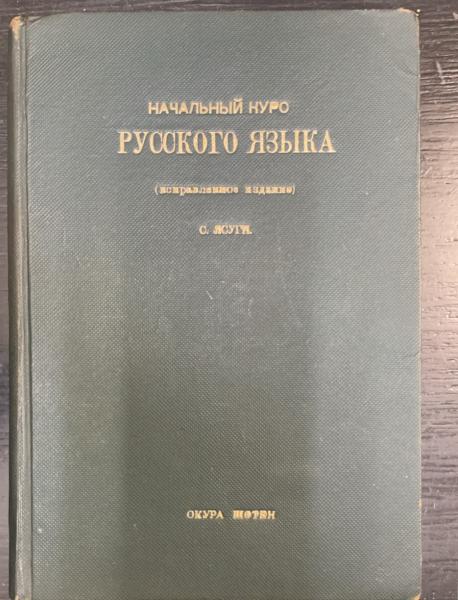 НАЧАЛЬНЫЙ КУРС
РУССКОГО ЯЗЫКА
(исправленное издание)
С. ЯСУГИ.
ОКУРА ШОТЕН